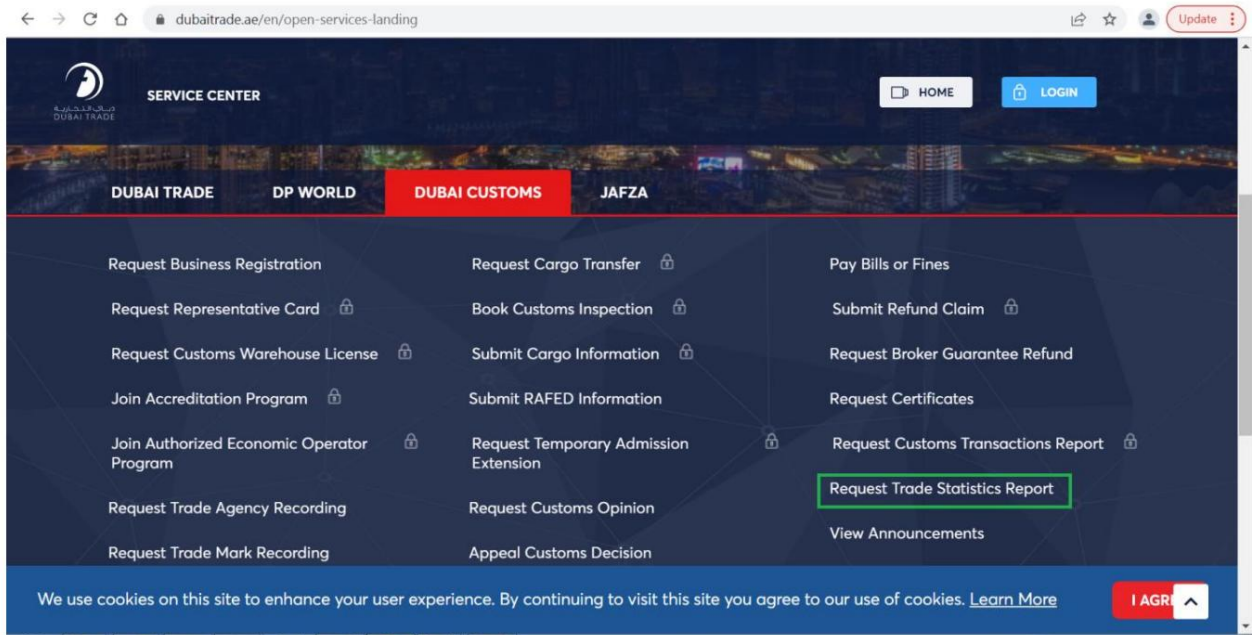 dubaitrade.ae/en/open-services-landing
Update
دبي التجارية
DUBAI TRADE
SERVICE CENTER
HOME
LOGIN
DUBAI TRADE
DP WORLD
DUBAI CUSTOMS
JAFZA
Request Business Registration
Request Representative Card
Request Customs Warehouse License
Join Accreditation Program
Join Authorized Economic Operator
Program
Request Trade Agency Recording
Request Trade Mark Recording
Request Cargo Transfer
Book Customs Inspection
Submit Cargo Information
Submit RAFED Information
Request Temporary Admission
Extension
Request Customs Opinion
Appeal Customs Decision
Pay Bills or Fines
Submit Refund Claim
Request Broker Guarantee Refund
Request Certificates
Request Customs Transactions Report
Request Trade Statistics Report
View Announcements
We use cookies on this site to enhance your user experience. By continuing to visit this site you agree to our use of cookies. Learn More
I AGR